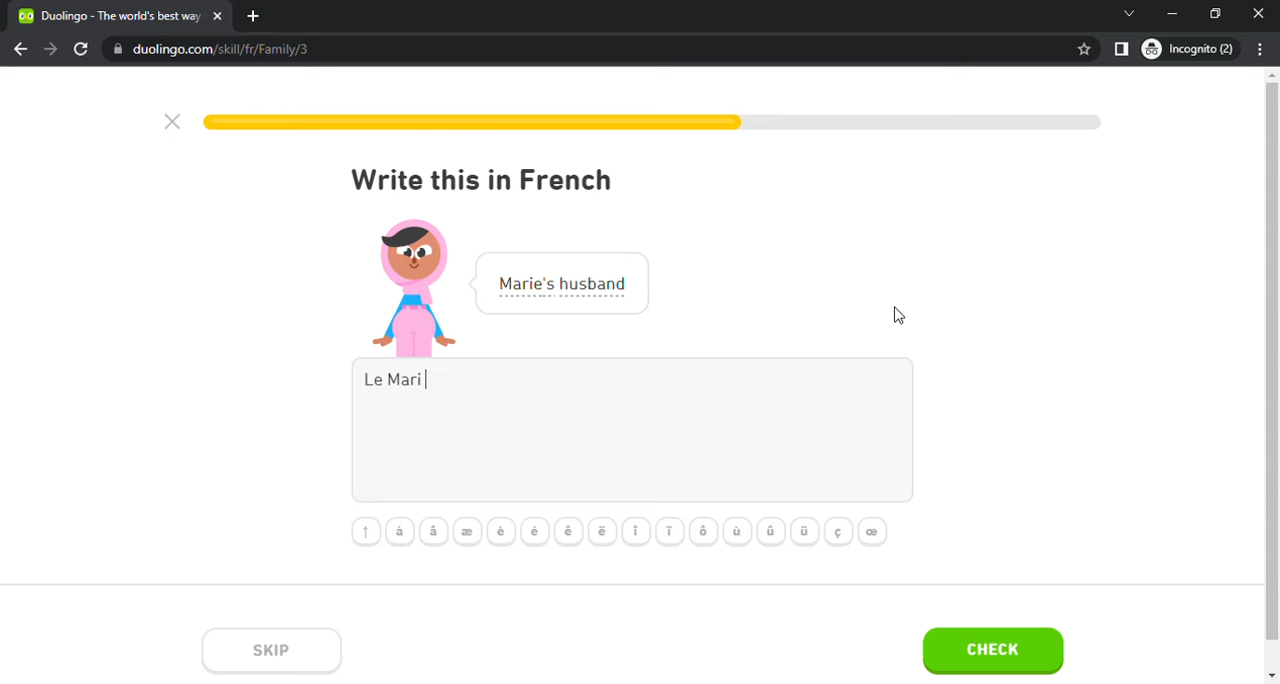 Duolingo - The world's best way
duolingo.com/skill/fr/Family/3
Incognito (2)
Write this in French
Marie's husband
Le Mari
↑ à â æ è é ê ë î ï ô ù û ü ç œ
SKIP
CHECK